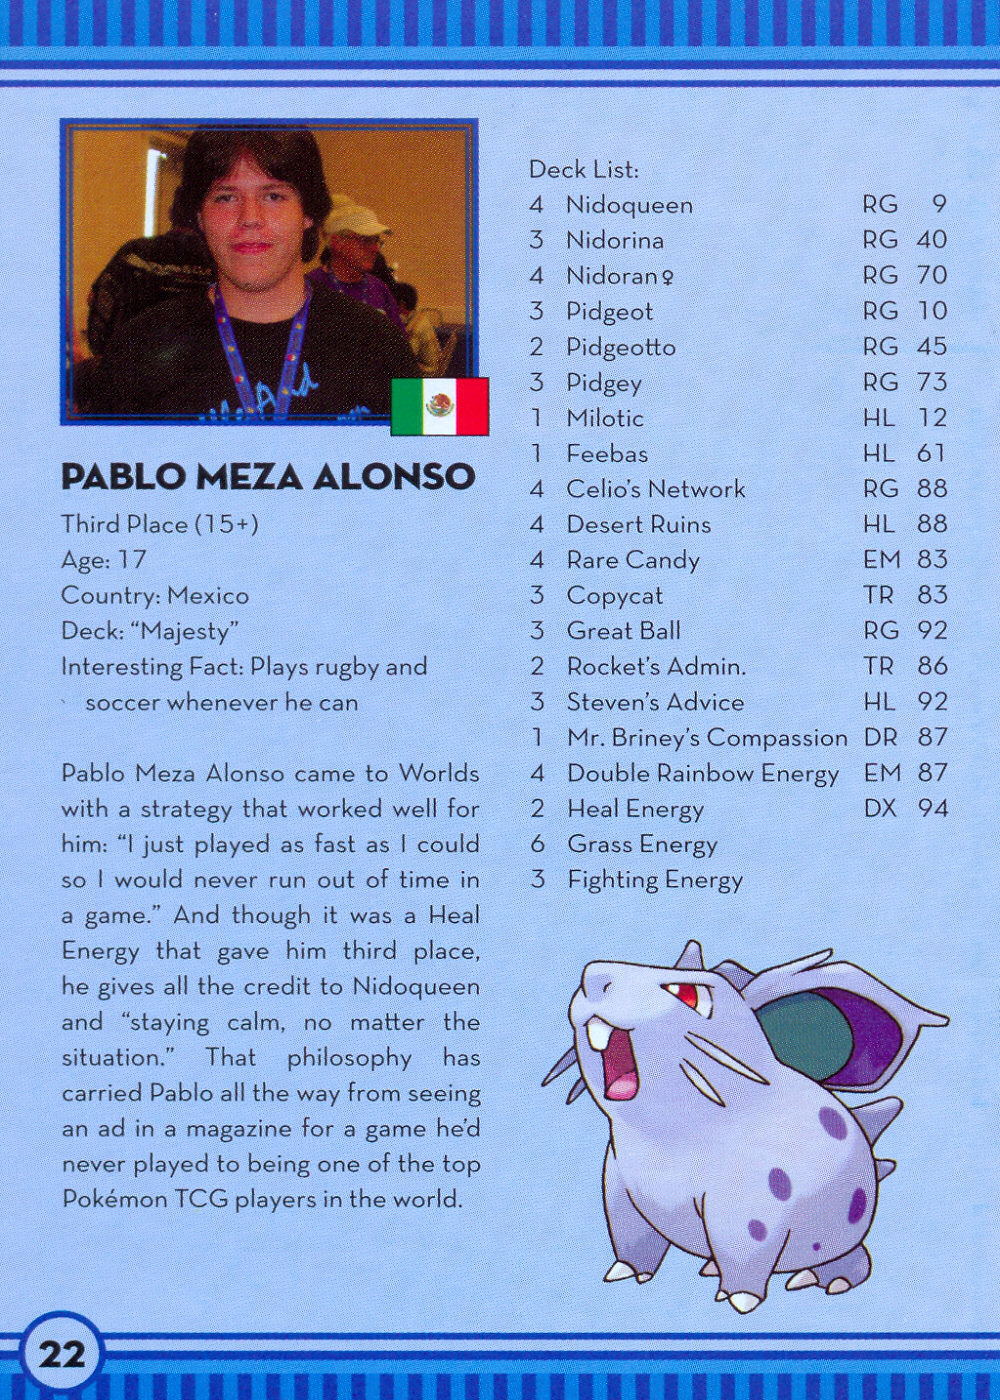 PABLO MEZA ALONSO
Third Place (15+)
Age: 17
Country: Mexico
Deck: “Majesty”
Interesting Fact: Plays rugby and
soccer whenever he can
Pablo Meza Alonso came to Worlds
with a strategy that worked well for
him: “I just played as fast as I could
so I would never run out of time in
a game.” And though it was a Heal
Energy that gave him third place,
he gives all the credit to Nidoqueen
and “staying calm, no matter the
situation.” That philosophy has
carried Pablo all the way from seeing
an ad in a magazine for a game he’d
never played to being one of the top
Pokémon TCG players in the world.
Deck List:
4 Nidoqueen RG 9
3 Nidorina RG 40
4 Nidoran♀ RG 70
3 Pidgeot RG 10
2 Pidgeotto RG 45
3 Pidgey RG 73
1 Milotic HL 12
1 Feebas HL 61
4 Celio’s Network RG 88
4 Desert Ruins HL 88
4 Rare Candy EM 83
3 Copycat TR 83
3 Great Ball RG 92
2 Rocket’s Admin. TR 86
3 Steven’s Advice HL 92
1 Mr. Briney’s Compassion DR 87
4 Double Rainbow Energy EM 87
2 Heal Energy DX 94
6 Grass Energy
3 Fighting Energy
22